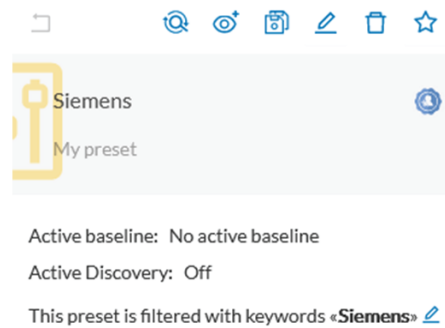 Siemens
My preset
Active baseline: No active baseline
Active Discovery: Off
This preset is filtered with keywords «Siemens»